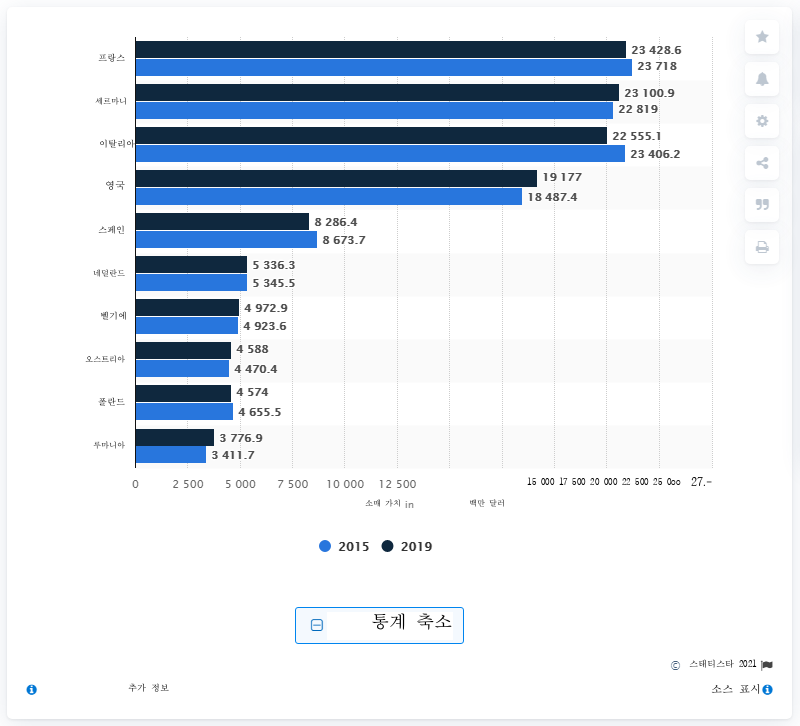 프랑스
23 428.6
23 718
세르마니
23 100.9
22 819
이탈리아
22 555.1
23 406.2
영국
19 177
18 487.4
스페인
8 286.4
8 673.7
네덜란드
5 336.3
5 345.5
벨기에
4 972.9
4 923.6
오스트리아
4 588
4 470.4
폴란드
4 574
4 655.5
루마니아
3 776.9
3 411.7
0 2 500 5 000 7 500 10 000 12 500 15 000 17 500 20 000 22 500 25 000 27.-
소매 가치 in 백만 달러
2015 2019
통계 축소
© 스태티스타 2021
추가 정보 소스 표시